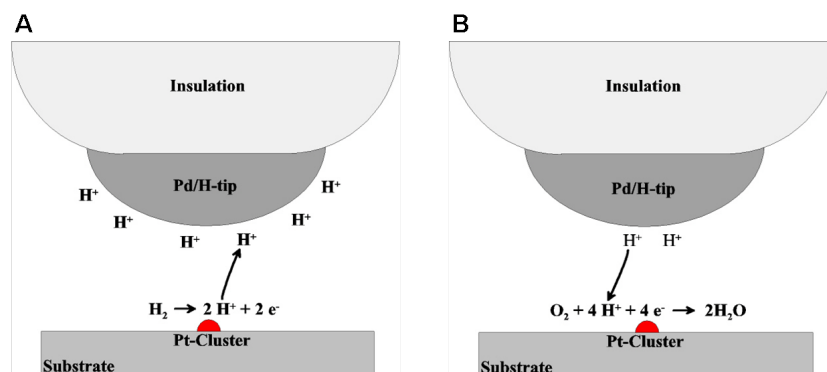 A
Insulation
Pd/H-tip
H⁺
H⁺
H⁺
H⁺
H⁺
H⁺
H₂ → 2 H⁺ + 2 e⁻
Pt-Cluster
Substrate
B
Insulation
Pd/H-tip
H⁺ H⁺
O₂ + 4 H⁺ + 4 e⁻ → 2H₂O
Pt-Cluster
Substrate